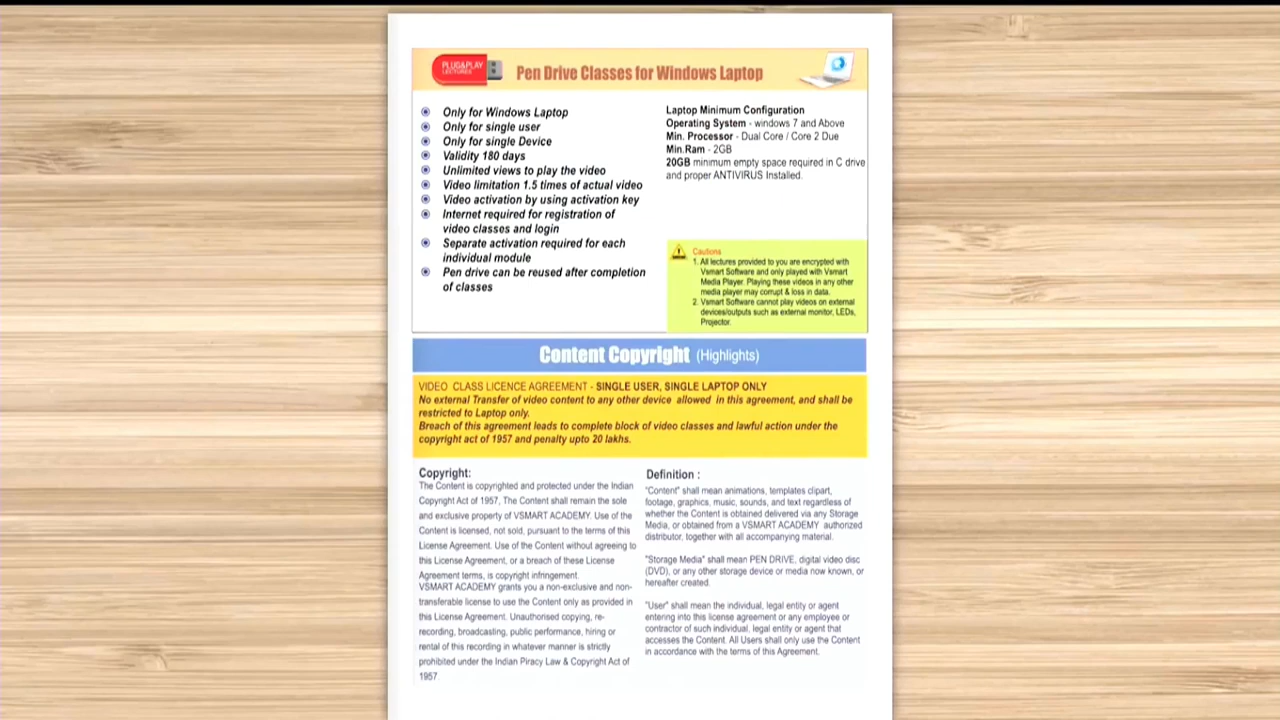 PLUG&PLAY
LECTURES
Pen Drive Classes for Windows Laptop
Only for Windows Laptop
Only for single user
Only for single Device
Validity 180 days
Unlimited views to play the video
Video limitation 1.5 times of actual video
Video activation by using activation key
Internet required for registration of
video classes and login
Separate activation required for each
individual module
Pen drive can be reused after completion
of classes
Laptop Minimum Configuration
Operating System - windows 7 and Above
Min. Processor - Dual Core / Core 2 Due
Min.Ram - 2GB
20GB minimum empty space required in C drive
and proper ANTIVIRUS Installed.
Cautions
1. All lectures provided to you are encrypted with
Vsmart Software and only played with Vsmart
Media Player. Playing these videos in any other
media player may corrupt & loss in data.
2. Vsmart Software cannot play videos on external
devices/outputs such as external monitor, LEDs,
Projector.
Content Copyright (Highlights)
VIDEO CLASS LICENCE AGREEMENT - SINGLE USER, SINGLE LAPTOP ONLY
No external Transfer of video content to any other device allowed in this agreement, and shall be
restricted to Laptop only.
Breach of this agreement leads to complete block of video classes and lawful action under the
copyright act of 1957 and penalty upto 20 lakhs.
Copyright:
The Content is copyrighted and protected under the Indian
Copyright Act of 1957. The Content shall remain the sole
and exclusive property of VSMART ACADEMY. Use of the
Content is licensed, not sold, pursuant to the terms of this
License Agreement. Use of the Content without agreeing to
this License Agreement, or a breach of these License
Agreement terms, is copyright infringement.
VSMART ACADEMY grants you a non-exclusive and non-
transferable license to use the Content only as provided in
this License Agreement. Unauthorised copying, re-
recording, broadcasting, public performance, hiring or
rental of this recording in whatever manner is strictly
prohibited under the Indian Piracy Law & Copyright Act of
1957
Definition :
"Content" shall mean animations, templates clipart,
footage, graphics, music, sounds, and text regardless of
whether the Content is obtained delivered via any Storage
Media, or obtained from a VSMART ACADEMY authorized
distributor, together with all accompanying material.
"Storage Media" shall mean PEN DRIVE, digital video disc
(DVD), or any other storage device or media now known, or
hereafter created.
"User" shall mean the individual, legal entity or agent
entering into this license agreement or any employee or
contractor of such individual, legal entity or agent that
accesses the Content. All Users shall only use the Content
in accordance with the terms of this Agreement.